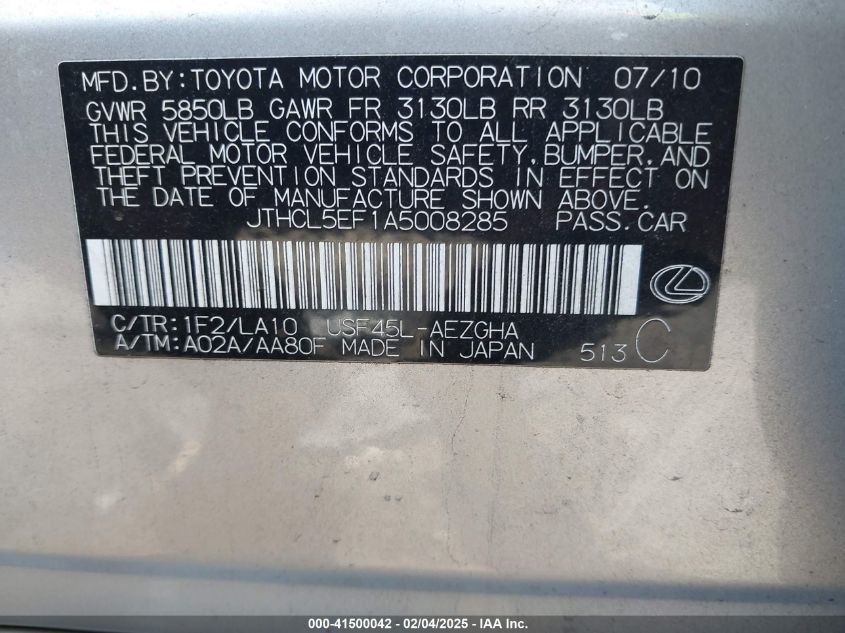 MFD.BY:TOYOTA MOTOR CORPORATION 07/10
GVWR 5850LB GAWR FR 3130LB RR 3130LB
THIS VEHICLE CONFORMS TO ALL APPLICABLE
FEDERAL MOTOR VEHICLE SAFETY,BUMPER,AND
THEFT PREVENTION STANDARDS IN EFFECT ON
THE DATE OF MANUFACTURE SHOWN ABOVE.
JTHCL5EF1A5008285 PASS.CAR
C/TR:1F2/LA10 USF45L-AEZGHA
A/TM:A02A/AA80F MADE IN JAPAN 513 C
000-41500042 - 02/04/2025 - IAA Inc.